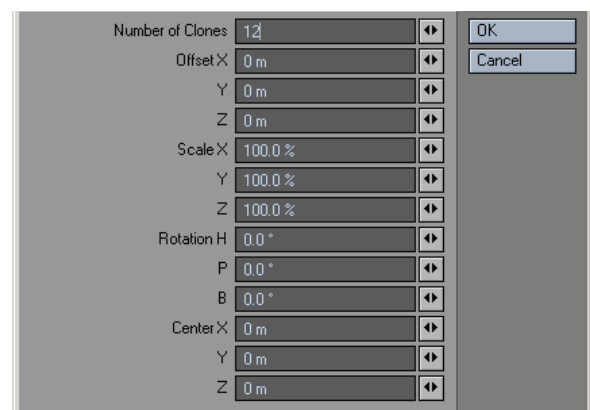 Number of Clones 12 OK
Offset X 0 m Cancel
Y 0 m
Z 0 m
Scale X 100.0 %
Y 100.0 %
Z 100.0 %
Rotation H 0.0 °
P 0.0 °
B 0.0 °
Center X 0 m
Y 0 m
Z 0 m